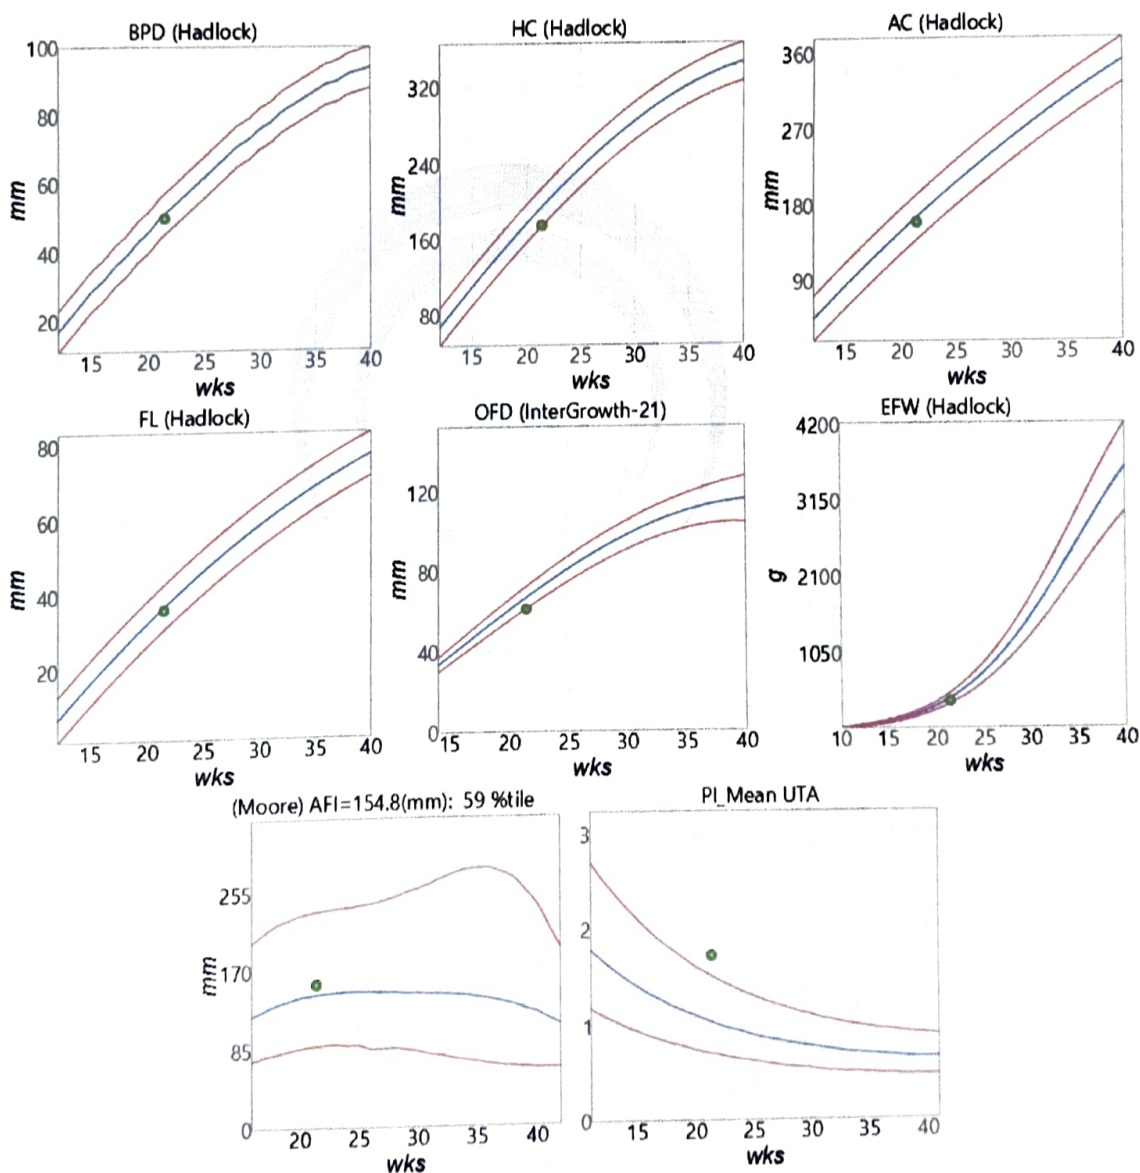 BPD (Hadlock)
100
80
60
40
20
mm
15 20 25 30 35 40
wks
HC (Hadlock)
320
240
160
80
mm
15 20 25 30 35 40
wks
AC (Hadlock)
360
270
180
90
mm
15 20 25 30 35 40
wks
FL (Hadlock)
80
60
40
20
mm
15 20 25 30 35 40
wks
OFD (InterGrowth-21)
120
80
40
0
mm
15 20 25 30 35 40
wks
EFW (Hadlock)
4200
3150
2100
1050
g
10 15 20 25 30 35 40
wks
(Moore) AFI=154.8(mm): 59 %tile
255
170
85
0
mm
20 25 30 35 40
wks
PI_Mean UTA
3
2
1
0
15 20 25 30 35 40
wks